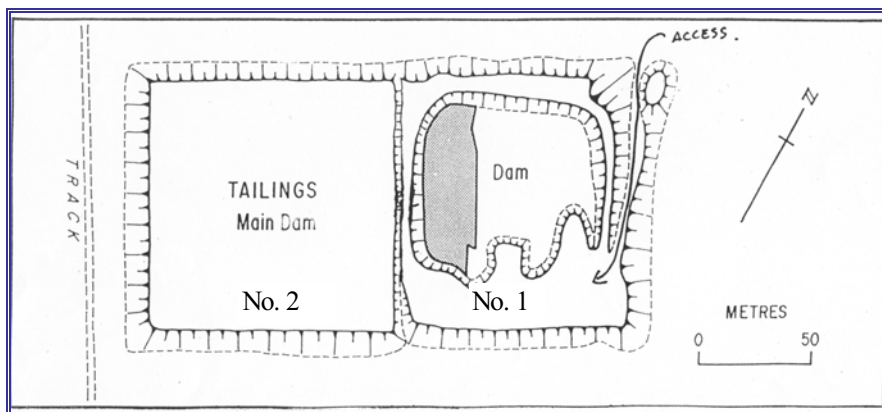 ACCESS.
N
TRACK
TAILINGS
Main Dam
Dam
No. 2
No. 1
METRES
0 50